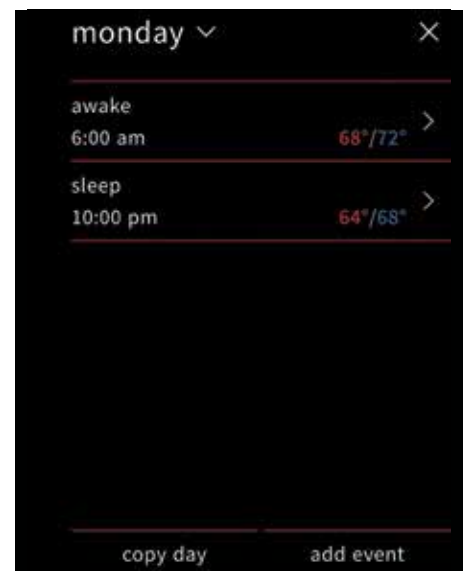 monday
awake
6:00 am 68°/72°
sleep
10:00 pm 64°/68°
copy day add event